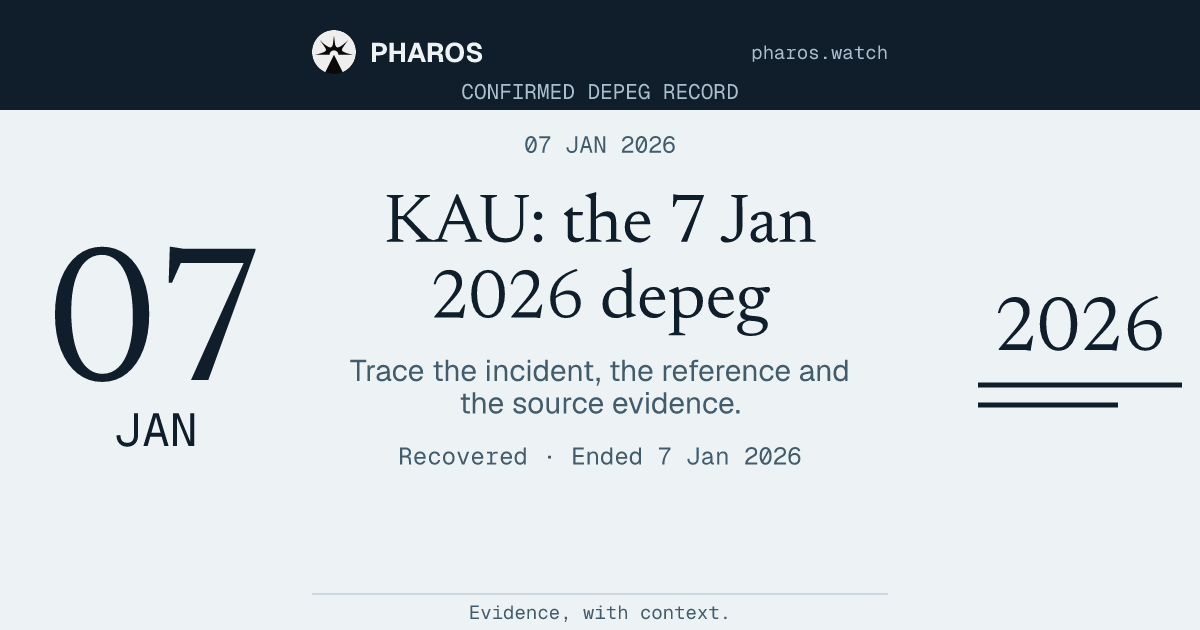 PHAROS
pharos.watch
CONFIRMED DEPEG RECORD
07 JAN 2026
KAU: the 7 Jan
2026 depeg
Trace the incident, the reference and
the source evidence.
Recovered · Ended 7 Jan 2026
07
JAN
2026
Evidence, with context.